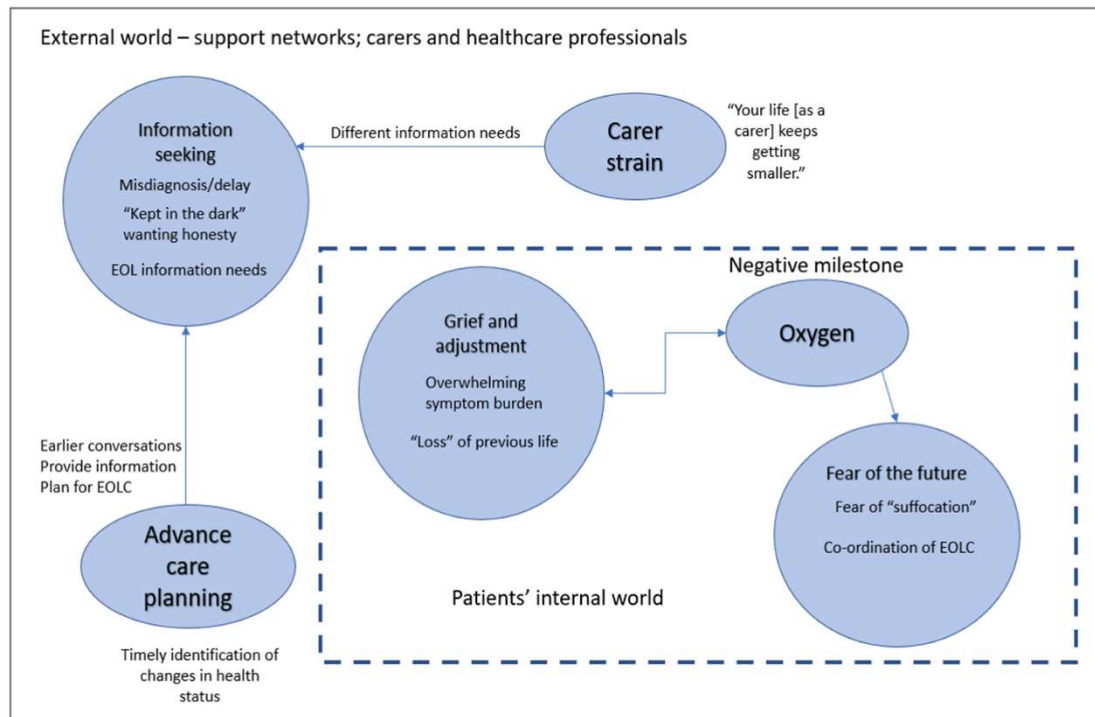 External world – support networks; carers and healthcare professionals
Information
seeking
Misdiagnosis/delay
“Kept in the dark”
wanting honesty
EOL information needs
Different information needs
Carer
strain
“Your life [as a
carer] keeps
getting
smaller.”
Negative milestone
Grief and
adjustment
Overwhelming
symptom burden
“Loss” of previous life
Oxygen
Fear of the future
Fear of “suffocation”
Co-ordination of EOLC
Patients’ internal world
Earlier conversations
Provide information
Plan for EOLC
Advance
care
planning
Timely identification of
changes in health
status